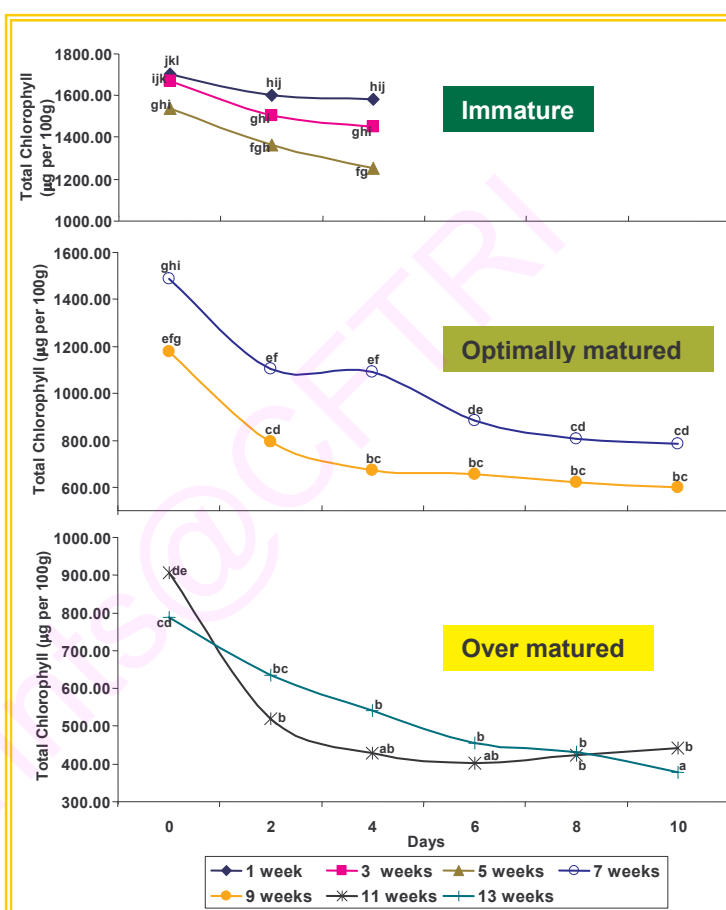 Total Chlorophyll
(µg per 100g)
1800.00
1600.00
1400.00
1200.00
1000.00
jkl
ijkl
ghi
hij
ghi
fgh
hij
ghi
fg
Immature
Total Chlorophyll (µg per 100g)
1600.00
1400.00
1200.00
1000.00
800.00
600.00
ghi
efg
ef
cd
ef
bc
de
bc
cd
bc
cd
bc
Optimally matured
Total Chlorophyll (µg per 100g)
1000.00
900.00
800.00
700.00
600.00
500.00
400.00
300.00
de
cd
bc
b
b
ab
b
ab
b
b
b
a
Over matured
0 2 4 6 8 10
Days
1 week 3 weeks 5 weeks 7 weeks
9 weeks 11 weeks 13 weeks
ints@CFTRI